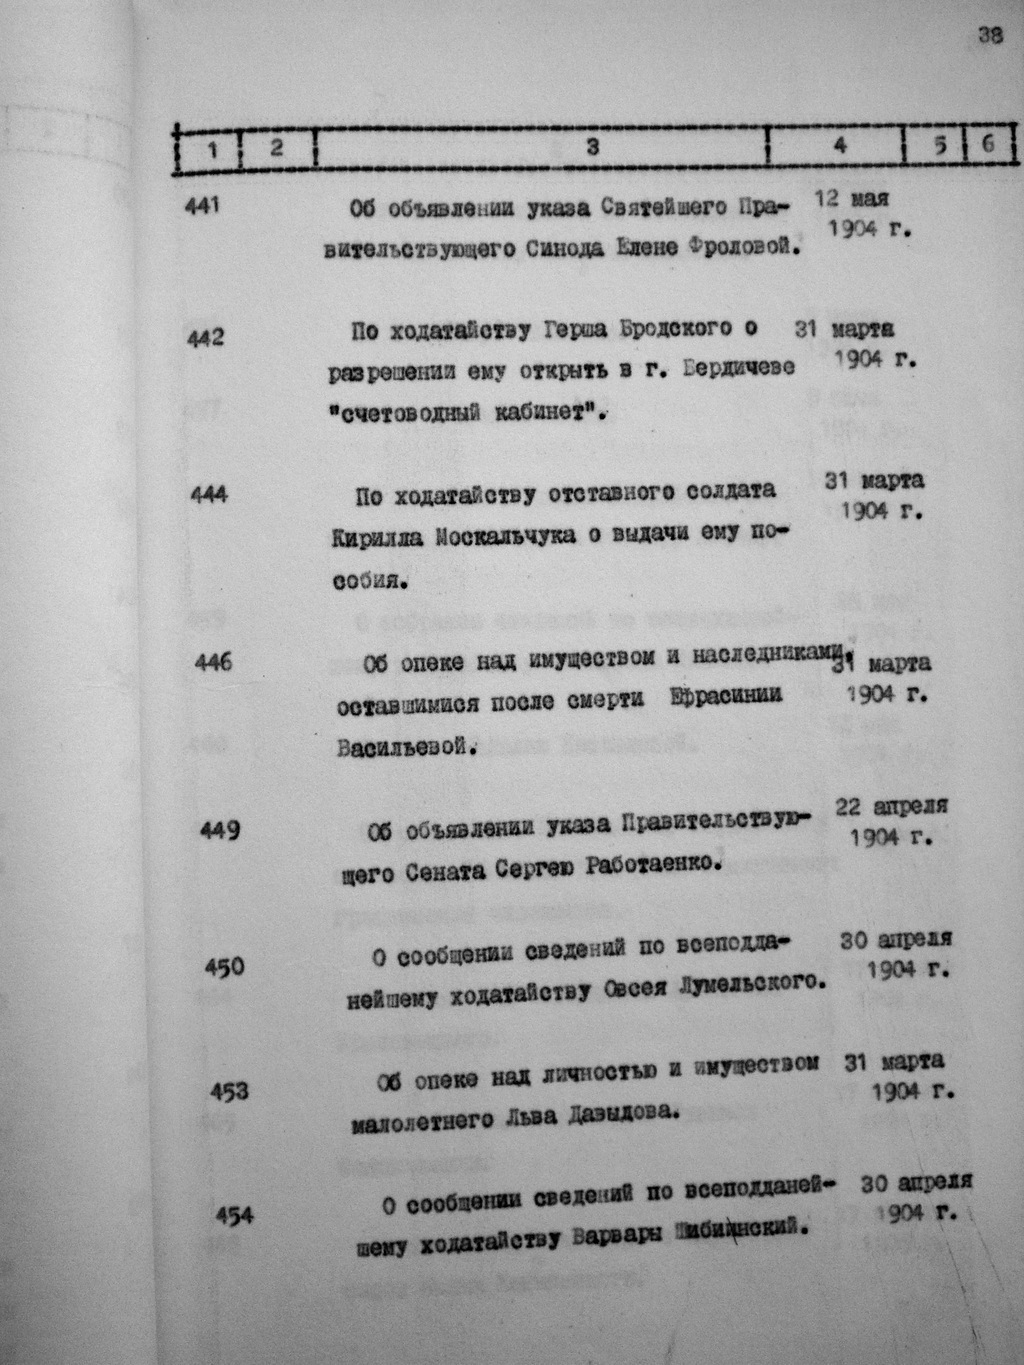 38
1 2 3 4 5 6
441 Об объявлении указа Святейшего Пра- 12 мая
вительствующего Синода Елене Фроловой. 1904 г.
442 По ходатайству Герша Бродского о 31 марта
разрешении ему открыть в г. Бердичеве 1904 г.
"счетоводный кабинет".
444 По ходатайству отставного солдата 31 марта
Кирилла Москальчука о выдачи ему по- 1904 г.
собия.
446 Об опеке над имуществом и наследниками, 31 марта
оставшимися после смерти Ефрасинии 1904 г.
Васильевой.
449 Об объявлении указа Правительствую- 22 апреля
щего Сената Сергею Работаенко. 1904 г.
450 О сообщении сведений по всеподда- 30 апреля
нейшему ходатайству Овсея Лумельского. 1904 г.
453 Об опеке над личностью и имуществом 31 марта
малолетнего Льва Давыдова. 1904 г.
454 О сообщении сведений по всеподданей- 30 апреля
шему ходатайству Варвары 1904 г.